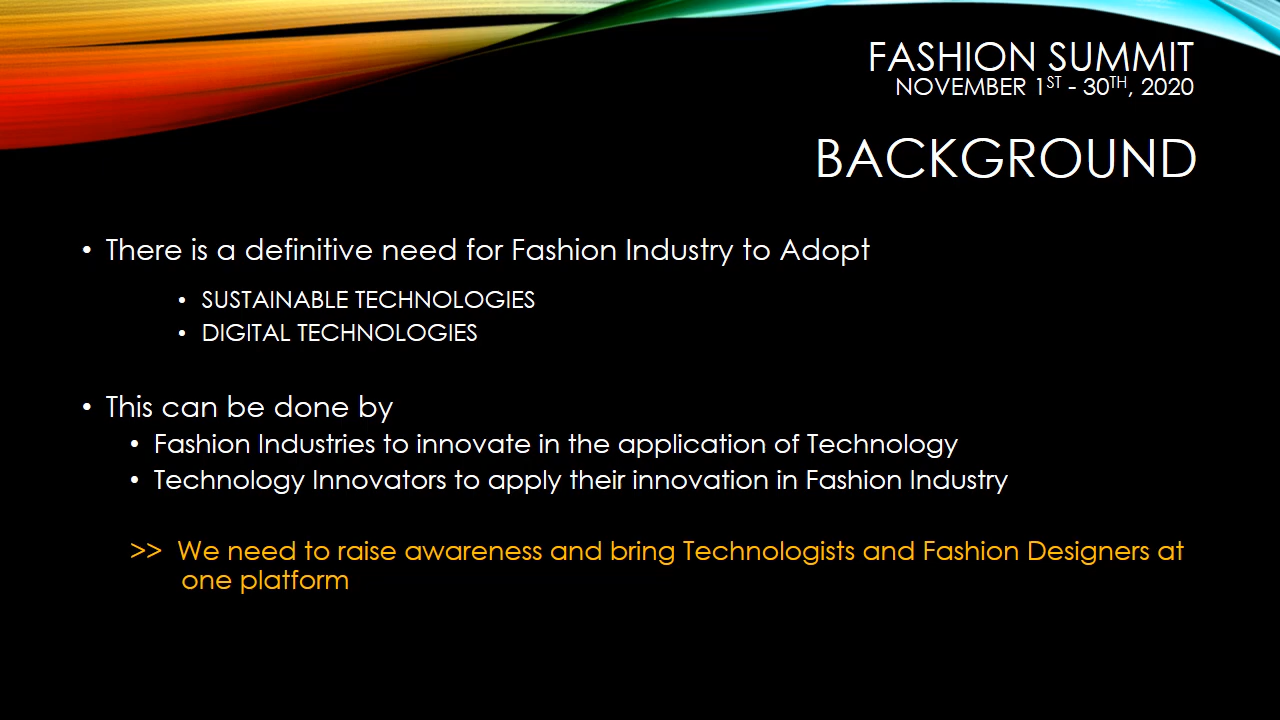 FASHION SUMMIT
NOVEMBER 1ST - 30TH, 2020
BACKGROUND
• There is a definitive need for Fashion Industry to Adopt
• SUSTAINABLE TECHNOLOGIES
• DIGITAL TECHNOLOGIES
• This can be done by
• Fashion Industries to innovate in the application of Technology
• Technology Innovators to apply their innovation in Fashion Industry
>> We need to raise awareness and bring Technologists and Fashion Designers at
one platform